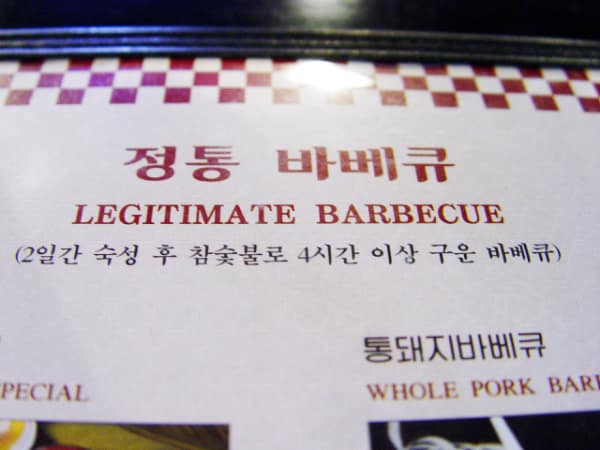 정통 바베큐
LEGITIMATE BARBECUE
(2일간 숙성 후 참숯불로 4시간 이상 구운 바베큐)
통돼지바베큐
SPECIAL
WHOLE PORK BAR